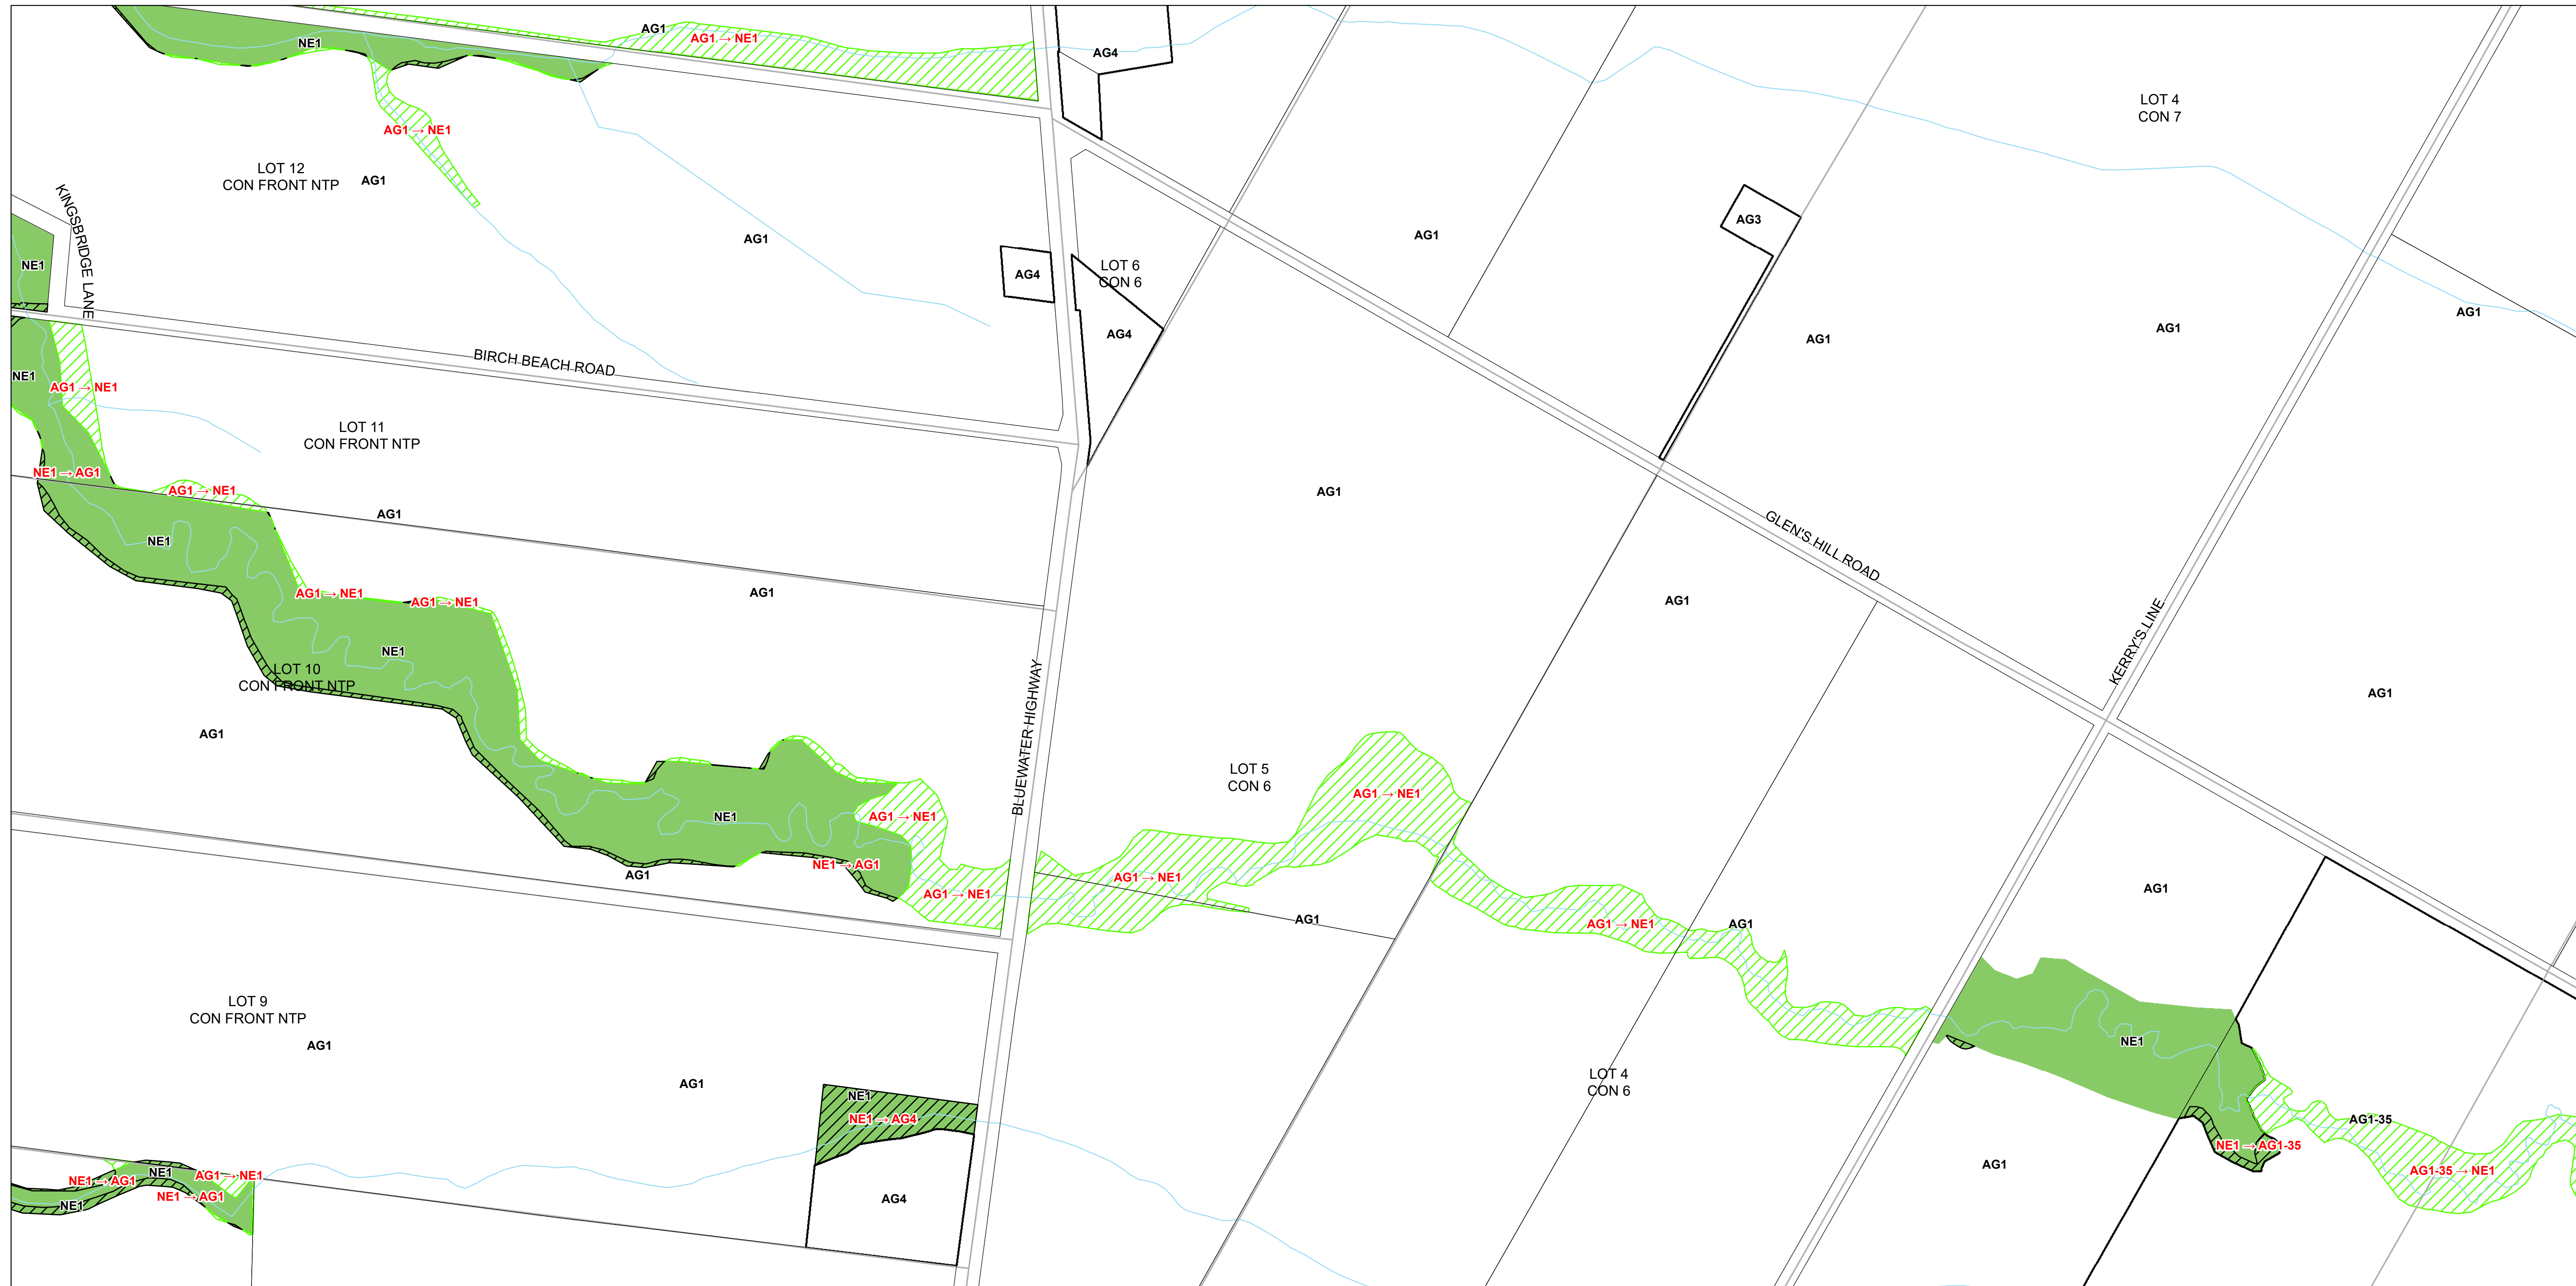 AG1
AG1 → NE1
NE1
AG4
LOT 4
CON 7
AG1 → NE1
LOT 12
CON FRONT NTP
AG1
KINGSBRIDGE LANE
AG3
AG1
AG1
NE1
LOT 6
CON 6
AG4
AG4
AG1
AG1
AG1
BIRCH BEACH ROAD
NE1
AG1 → NE1
LOT 11
CON FRONT NTP
NE1 → AG1
AG1 → NE1
AG1
AG1
NE1
GLEN'S HILL ROAD
AG1 → NE1
AG1 → NE1
AG1
AG1
KERRY'S LINE
NE1
LOT 10
CON FRONT NTP
AG1
AG1
BLUEWATER HIGHWAY
LOT 5
CON 6
AG1 → NE1
NE1
AG1 → NE1
NE1 → AG1
AG1
AG1 → NE1
AG1 → NE1
AG1
AG1
AG1 → NE1
AG1
LOT 9
CON FRONT NTP
AG1
NE1
AG1
LOT 4
CON 6
NE1
NE1 → AG4
AG1-35
NE1 → AG1-35
AG1
AG1-35 → NE1
NE1
AG1 → NE1
NE1 → AG1
NE1 → AG1
NE1
AG4